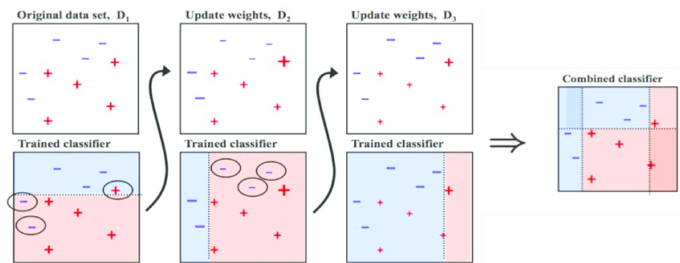 Original data set, D₁
Update weights, D₂
Update weights, D₃
Combined classifier
Trained classifier
Trained classifier
Trained classifier